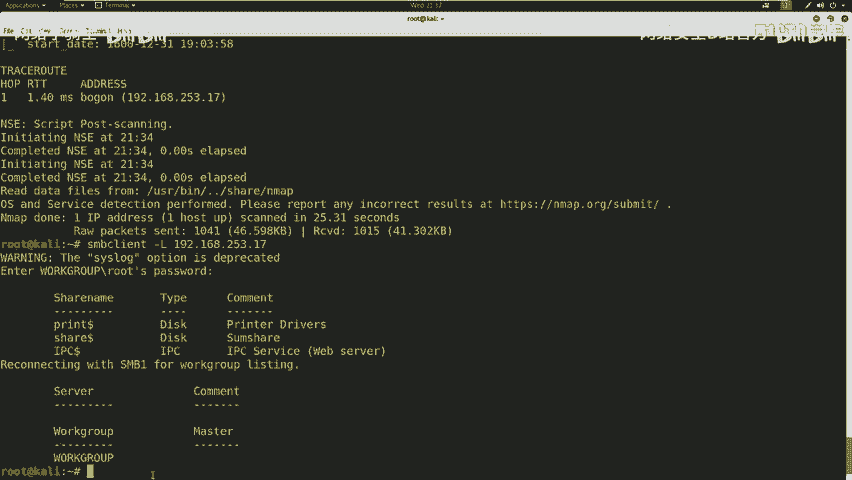 Applications Places Terminal Wed 21:37
root@kali: ~
File Edit View Search Terminal Help
|_  start_date: 1600-12-31 19:03:58
TRACEROUTE
HOP RTT     ADDRESS
1   1.40 ms bogon (192.168.253.17)
NSE: Script Post-scanning.
Initiating NSE at 21:34
Completed NSE at 21:34, 0.00s elapsed
Initiating NSE at 21:34
Completed NSE at 21:34, 0.00s elapsed
Read data files from: /usr/bin/../share/nmap
OS and Service detection performed. Please report any incorrect results at https://nmap.org/submit/ .
Nmap done: 1 IP address (1 host up) scanned in 25.31 seconds
           Raw packets sent: 1041 (46.598KB) | Rcvd: 1015 (41.302KB)
root@kali:~# smbclient -L 192.168.253.17
WARNING: The "syslog" option is deprecated
Enter WORKGROUP\root's password:
        Sharename       Type      Comment
        ---------       ----      -------
        print$          Disk      Printer Drivers
        share$          Disk      Sumshare
        IPC$            IPC       IPC Service (Web server)
Reconnecting with SMB1 for workgroup listing.
        Server               Comment
        ---------            -------
        Workgroup            Master
        ---------            -------
        WORKGROUP
root@kali:~#